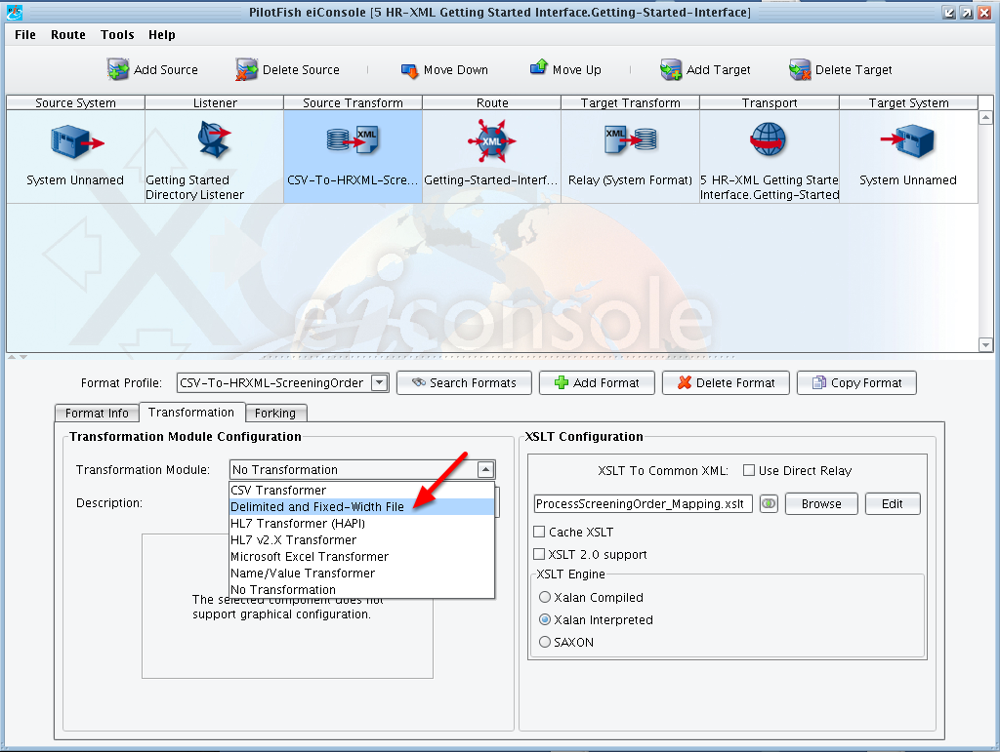 PilotFish eiConsole [5 HR-XML Getting Started Interface.Getting-Started-Interface]
File Route Tools Help
Add Source Delete Source Move Down Move Up Add Target Delete Target
Source System Listener Source Transform Route Target Transform Transport Target System
XML XML XML
System Unnamed Getting Started CSV-To-HRXML-Scre... Getting-Started-Interf... Relay (System Format) 5 HR-XML Getting Starte System Unnamed
Directory Listener Interface.Getting-Started
eiconsole
Format Profile: CSV-To-HRXML-ScreeningOrder Search Formats Add Format Delete Format Copy Format
Format Info Transformation Forking
Transformation Module Configuration XSLT Configuration
Transformation Module: No Transformation XSLT To Common XML: Use Direct Relay
CSV Transformer
Description: Delimited and Fixed-Width File ProcessScreeningOrder_Mapping.xslt Browse Edit
HL7 Transformer (HAPI)
HL7 v2.X Transformer Cache XSLT
Microsoft Excel Transformer XSLT 2.0 support
Name/Value Transformer XSLT Engine
No Transformation Xalan Compiled
The selected component does not
support graphical configuration. Xalan Interpreted
SAXON